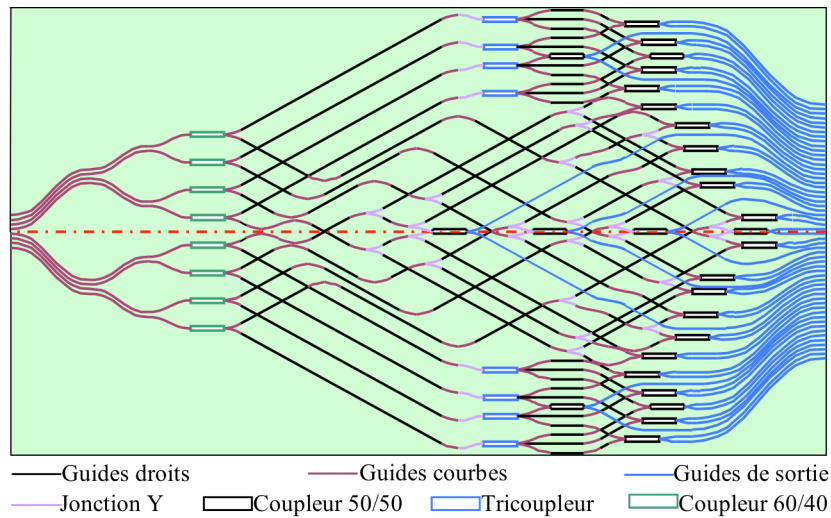 Guides droits Guides courbes Guides de sortie
Jonction Y Coupleur 50/50 Tricoupleur Coupleur 60/40